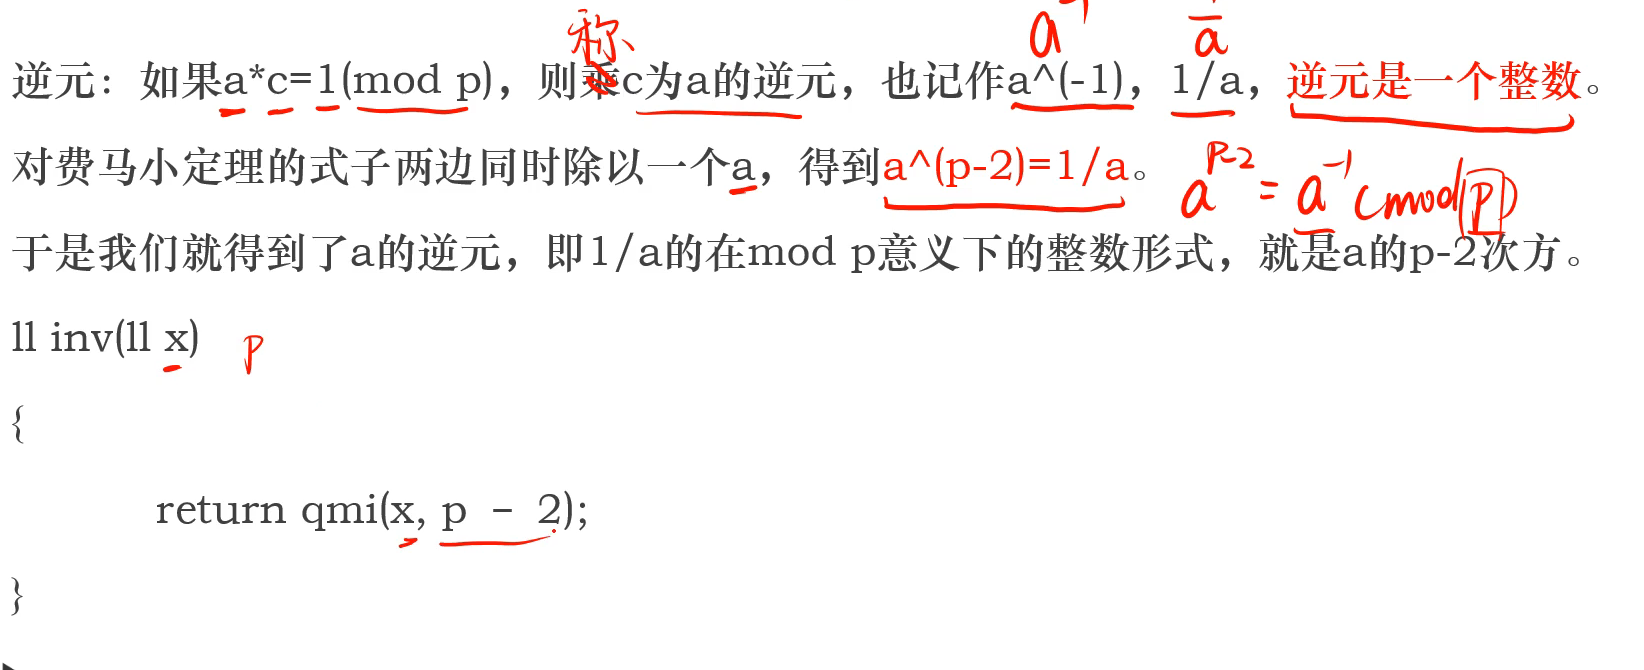 称
a^-1 1/a
逆元：如果a*c=1(mod p)，则乘c为a的逆元，也记作a^(-1)，1/a，逆元是一个整数。
对费马小定理的式子两边同时除以一个a，得到a^(p-2)=1/a。 a^p-2 = a^-1 (mod p)
于是我们就得到了a的逆元，即1/a的在mod p意义下的整数形式，就是a的p-2次方。
ll inv(ll x) p
{
return qmi(x, p - 2);
}